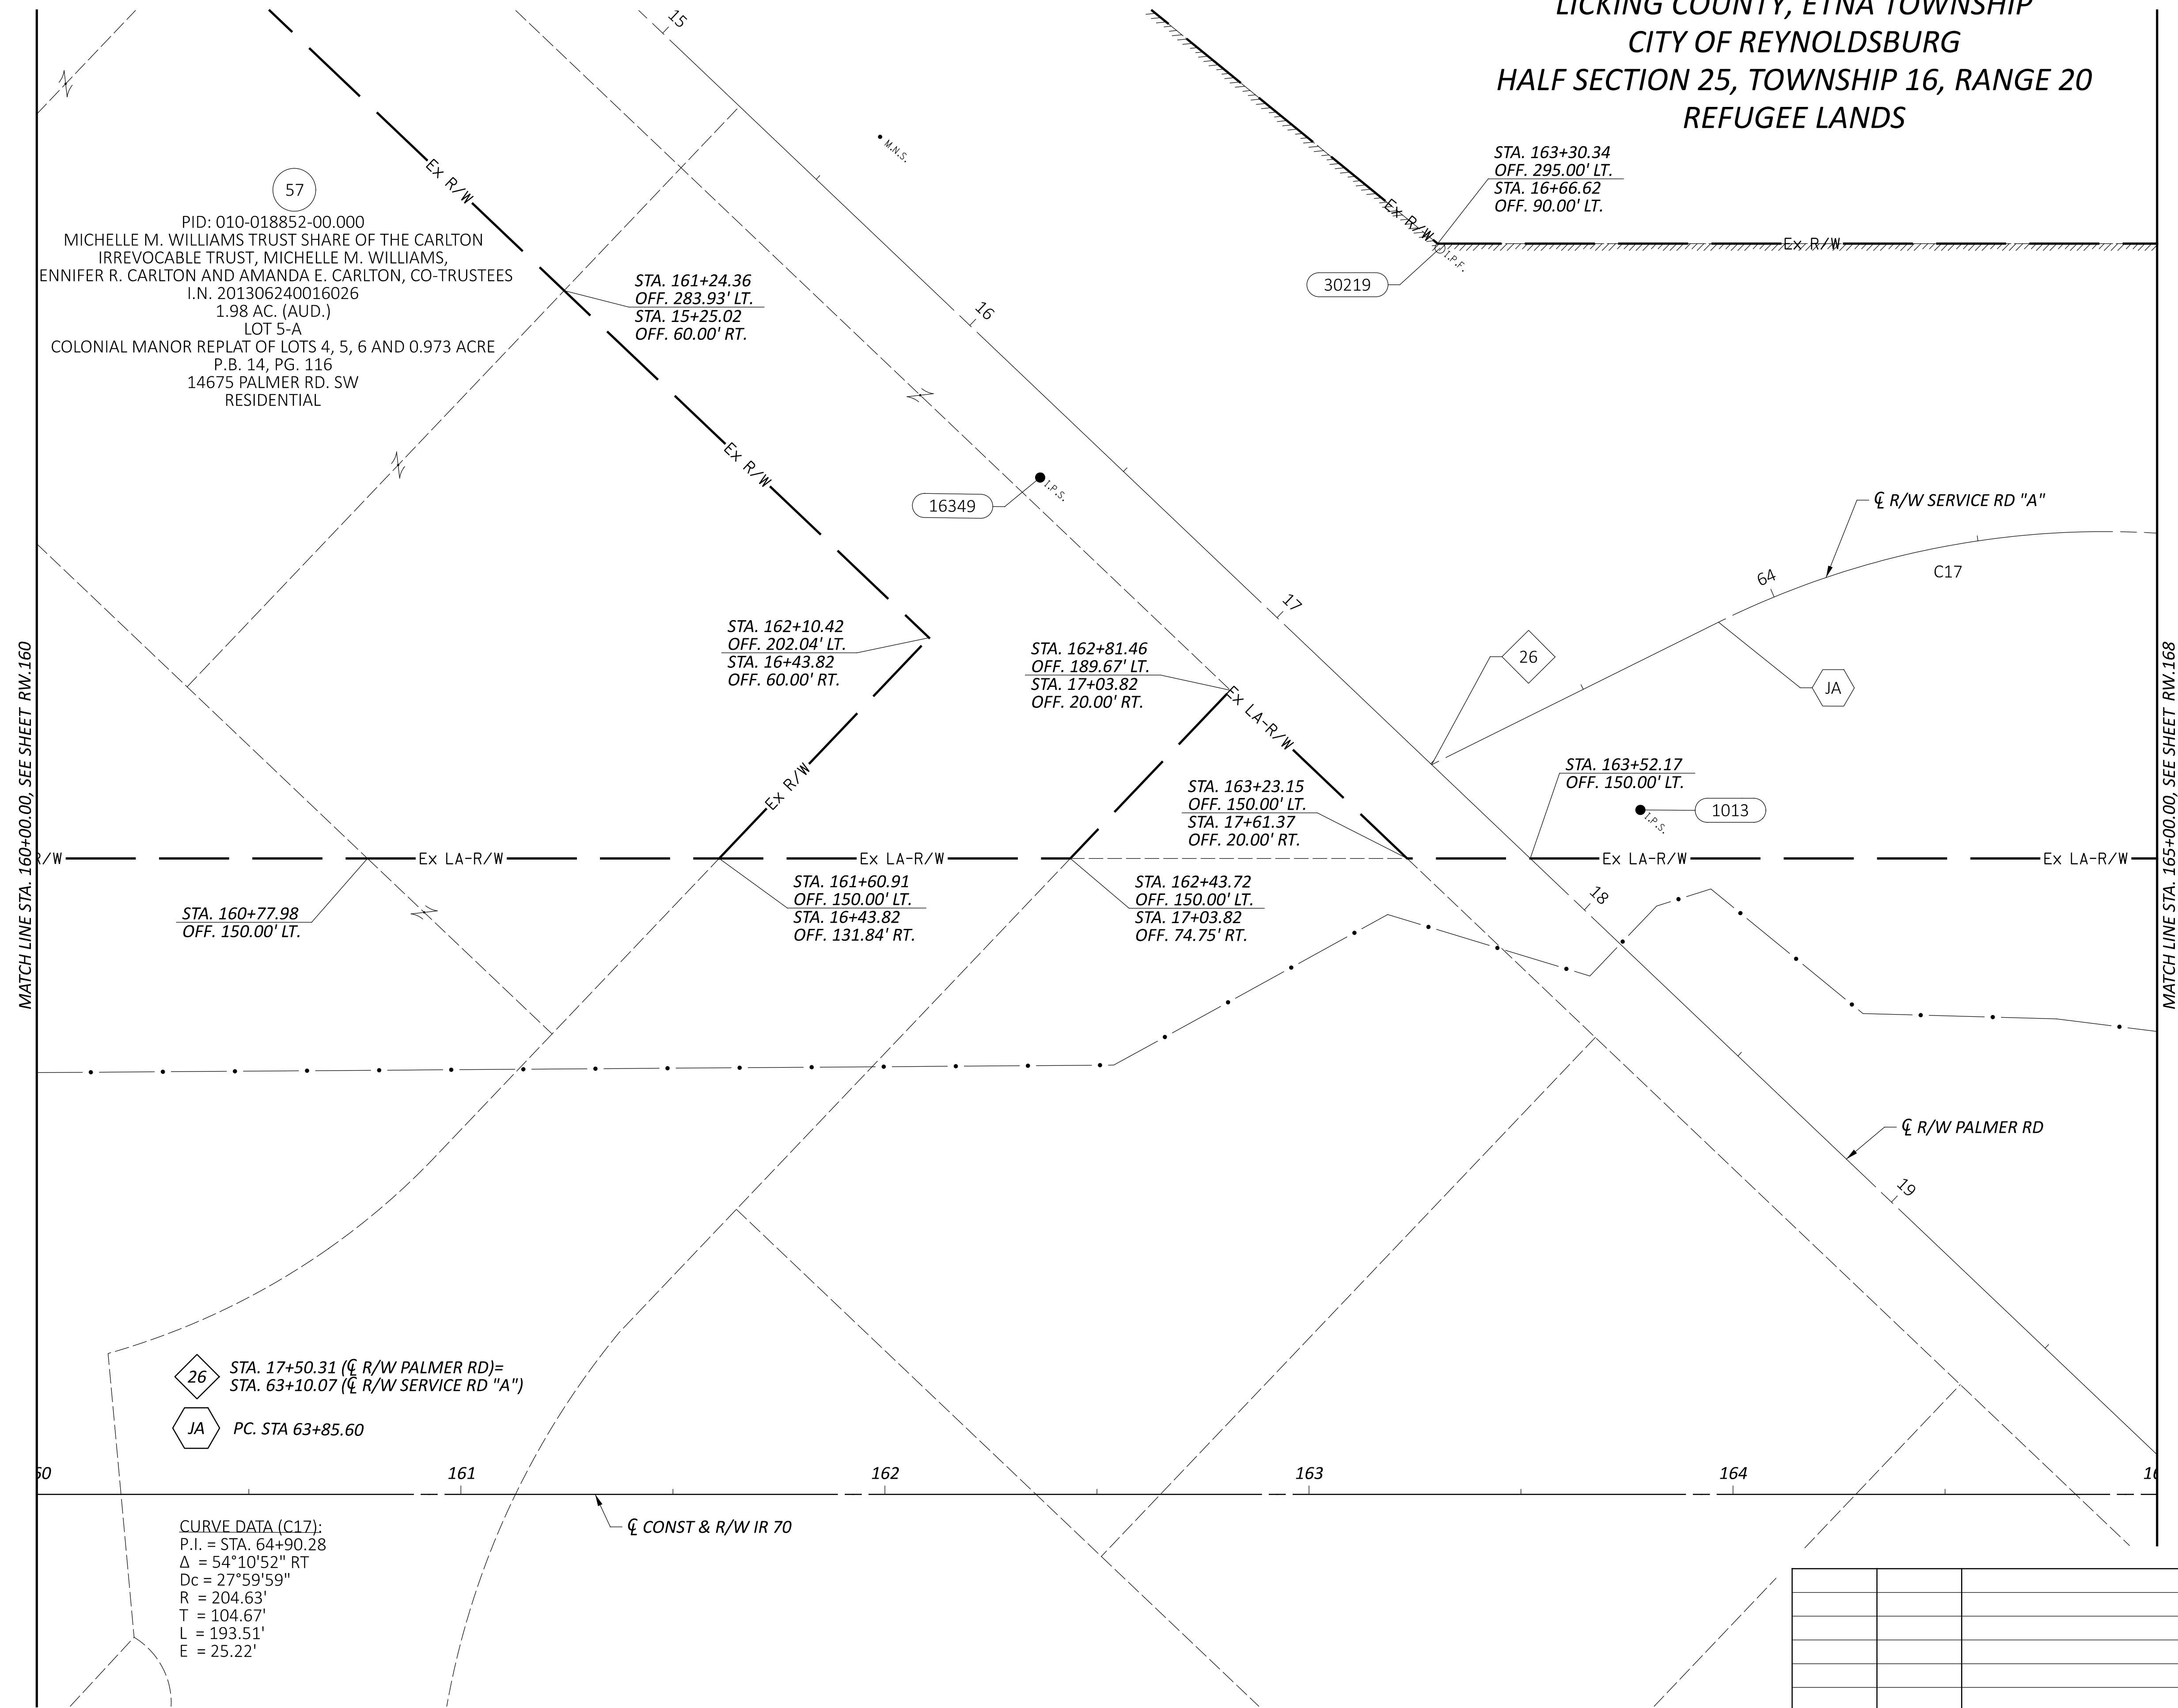 LICKING COUNTY, ETNA TOWNSHIP
CITY OF REYNOLDSBURG
HALF SECTION 25, TOWNSHIP 16, RANGE 20
REFUGEE LANDS
15
M.N.S.
Ex R/W
57
PID: 010-018852-00.000
MICHELLE M. WILLIAMS TRUST SHARE OF THE CARLTON
IRREVOCABLE TRUST, MICHELLE M. WILLIAMS,
ENNIFER R. CARLTON AND AMANDA E. CARLTON, CO-TRUSTEES
I.N. 201306240016026
1.98 AC. (AUD.)
LOT 5-A
COLONIAL MANOR REPLAT OF LOTS 4, 5, 6 AND 0.973 ACRE
P.B. 14, PG. 116
14675 PALMER RD. SW
RESIDENTIAL
STA. 163+30.34
OFF. 295.00' LT.
STA. 16+66.62
OFF. 90.00' LT.
Ex R/W
Ex R/W
I.P.F.
30219
STA. 161+24.36
OFF. 283.93' LT.
STA. 15+25.02
OFF. 60.00' RT.
16
Ex R/W
16349
I.P.S.
℄ R/W SERVICE RD "A"
64
C17
17
STA. 162+10.42
OFF. 202.04' LT.
STA. 16+43.82
OFF. 60.00' RT.
STA. 162+81.46
OFF. 189.67' LT.
STA. 17+03.82
OFF. 20.00' RT.
26
JA
Ex LA-R/W
Ex R/W
STA. 163+23.15
OFF. 150.00' LT.
STA. 17+61.37
OFF. 20.00' RT.
STA. 163+52.17
OFF. 150.00' LT.
1013
I.P.S.
MATCH LINE STA. 160+00.00, SEE SHEET RW.160
MATCH LINE STA. 165+00.00, SEE SHEET RW.168
R/W
Ex LA-R/W
Ex LA-R/W
Ex LA-R/W
Ex LA-R/W
STA. 160+77.98
OFF. 150.00' LT.
STA. 161+60.91
OFF. 150.00' LT.
STA. 16+43.82
OFF. 131.84' RT.
STA. 162+43.72
OFF. 150.00' LT.
STA. 17+03.82
OFF. 74.75' RT.
18
℄ R/W PALMER RD
19
26
STA. 17+50.31 (℄ R/W PALMER RD)=
STA. 63+10.07 (℄ R/W SERVICE RD "A")
JA
PC. STA 63+85.60
60
161
162
163
164
16
℄ CONST & R/W IR 70
CURVE DATA (C17):
P.I. = STA. 64+90.28
Δ = 54°10'52" RT
Dc = 27°59'59"
R = 204.63'
T = 104.67'
L = 193.51'
E = 25.22'